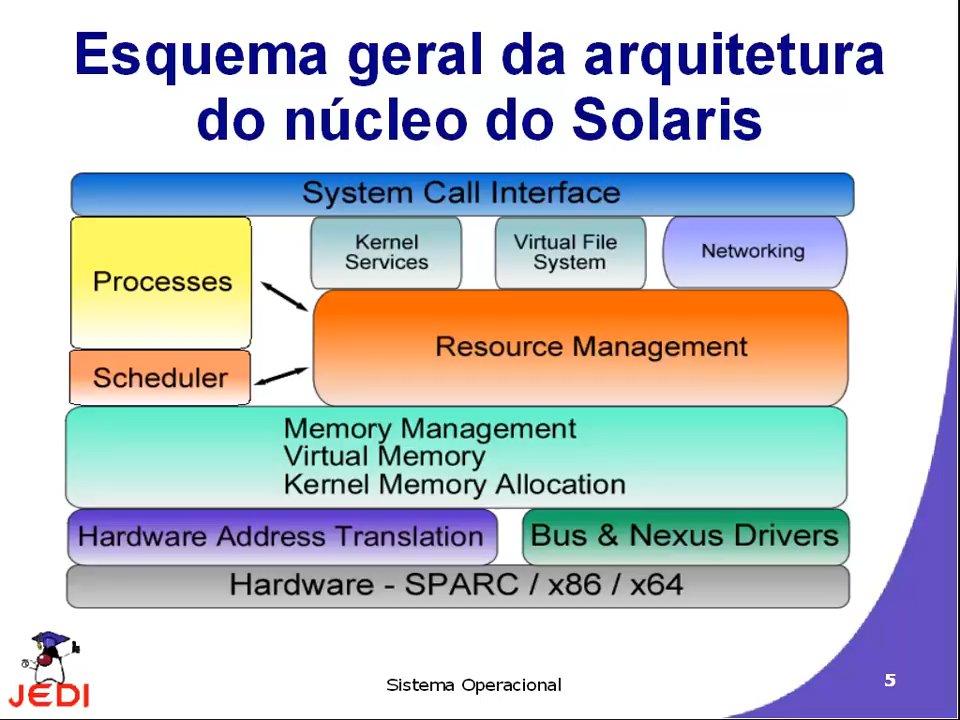 Esquema geral da arquitetura
do núcleo do Solaris
System Call Interface
Processes
Kernel
Services
Virtual File
System
Networking
Resource Management
Scheduler
Memory Management
Virtual Memory
Kernel Memory Allocation
Hardware Address Translation
Bus & Nexus Drivers
Hardware - SPARC / x86 / x64
JEDI
Sistema Operacional
5